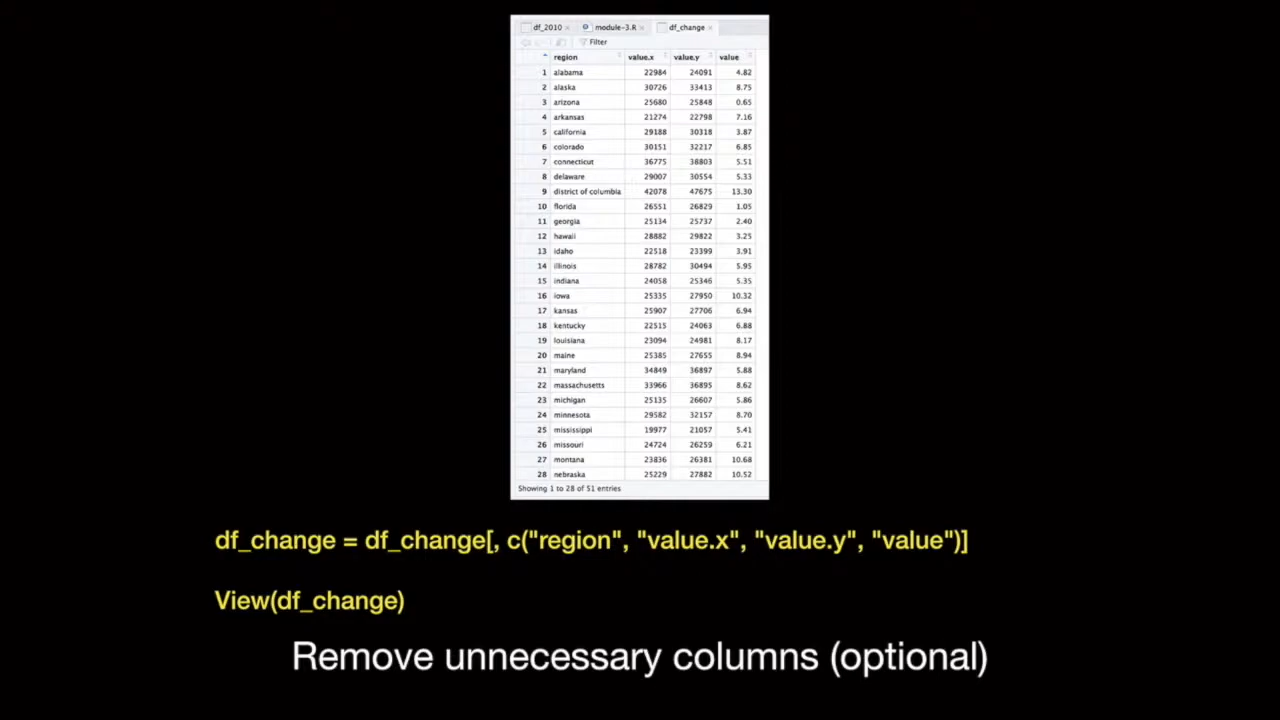 df_2010 module-3.R df_change
Filter
region value.x value.y value
1 alabama 22984 24091 4.82
2 alaska 30726 33413 8.75
3 arizona 25680 25848 0.65
4 arkansas 21274 22798 7.16
5 california 29188 30318 3.87
6 colorado 30151 32217 6.85
7 connecticut 36775 38803 5.51
8 delaware 29007 30554 5.33
9 district of columbia 42078 47675 13.30
10 florida 26551 26829 1.05
11 georgia 25134 25737 2.40
12 hawaii 28882 29822 3.25
13 idaho 22518 23399 3.91
14 illinois 28782 30494 5.95
15 indiana 24058 25346 5.35
16 iowa 25335 27950 10.32
17 kansas 25907 27706 6.94
18 kentucky 22515 24063 6.88
19 louisiana 23094 24981 8.17
20 maine 25385 27655 8.94
21 maryland 34849 36897 5.88
22 massachusetts 33966 36895 8.62
23 michigan 25135 26607 5.86
24 minnesota 29582 32157 8.70
25 mississippi 19977 21057 5.41
26 missouri 24724 26259 6.21
27 montana 23836 26381 10.68
28 nebraska 25229 27882 10.52
Showing 1 to 28 of 51 entries
df_change = df_change[, c("region", "value.x", "value.y", "value")]
View(df_change)
Remove unnecessary columns (optional)